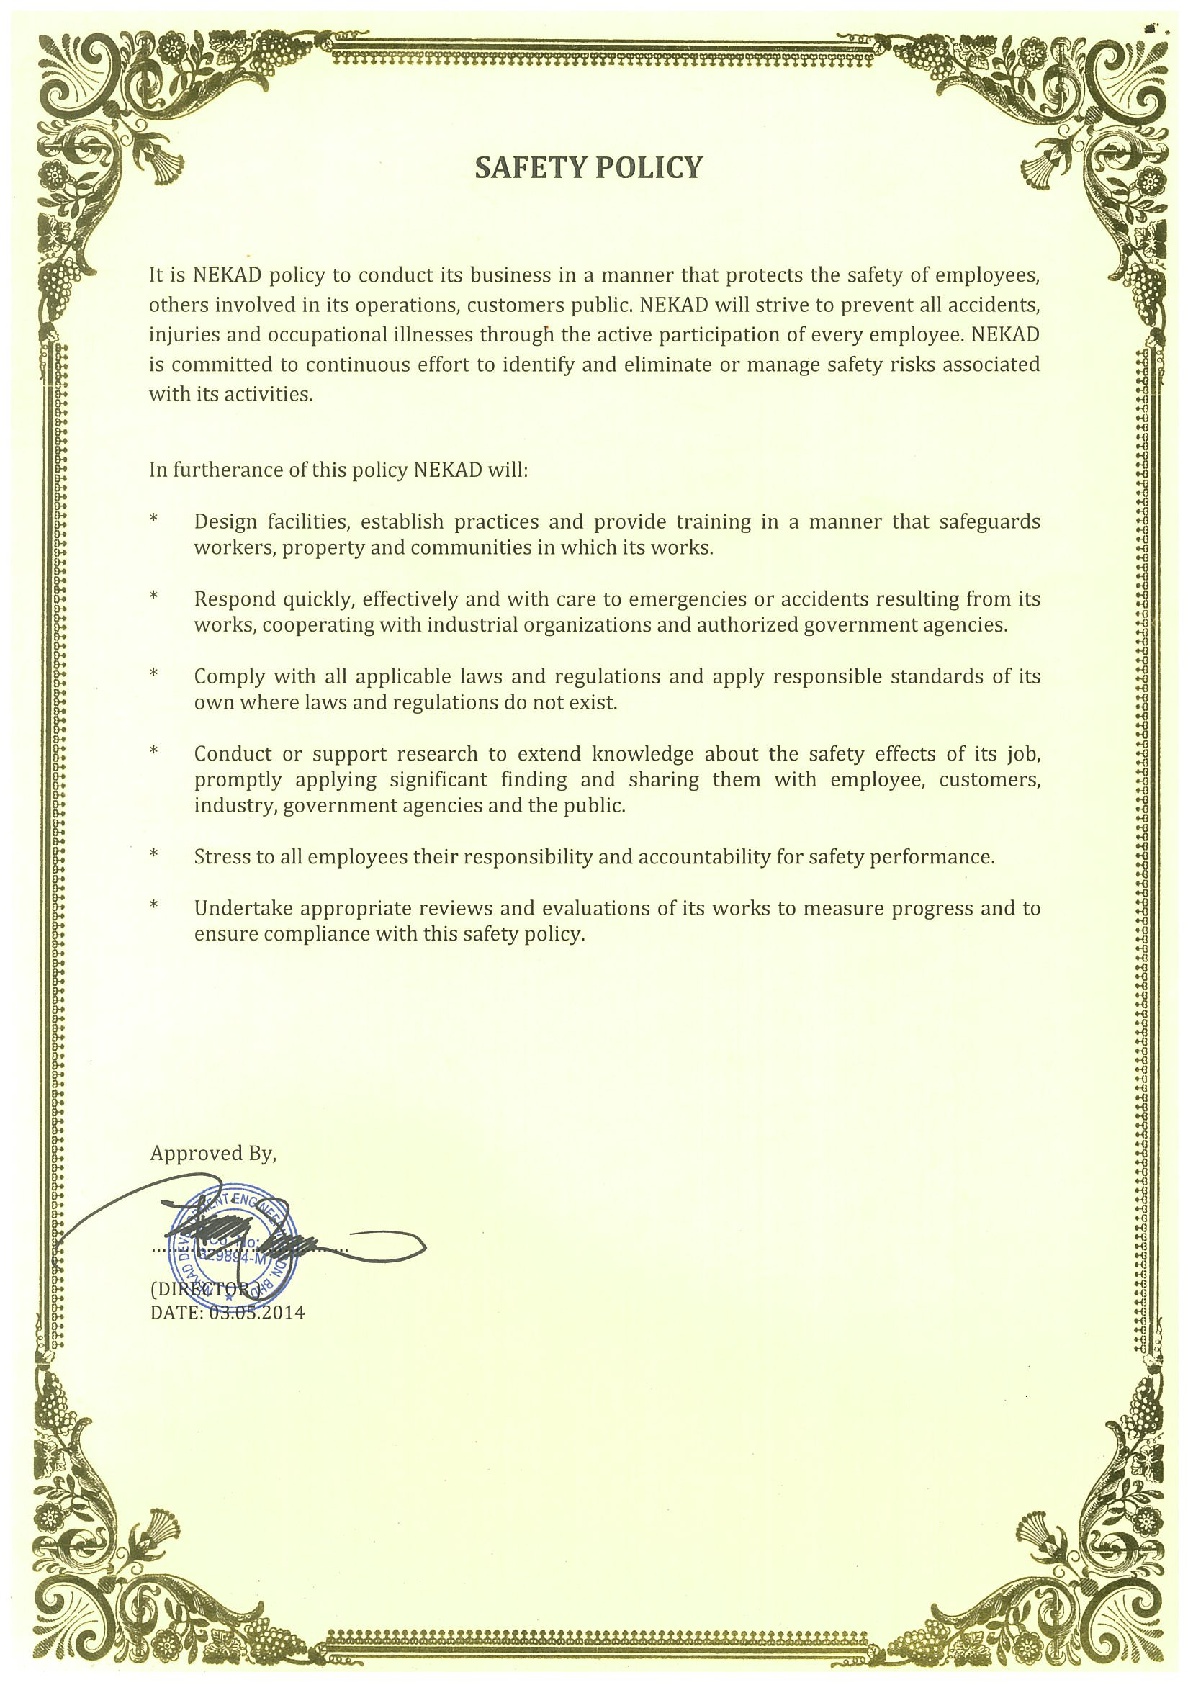 SAFETY POLICY
It is NEKAD policy to conduct its business in a manner that protects the safety of employees,
others involved in its operations, customers public. NEKAD will strive to prevent all accidents,
injuries and occupational illnesses through the active participation of every employee. NEKAD
is committed to continuous effort to identify and eliminate or manage safety risks associated
with its activities.
In furtherance of this policy NEKAD will:
* Design facilities, establish practices and provide training in a manner that safeguards
workers, property and communities in which its works.
* Respond quickly, effectively and with care to emergencies or accidents resulting from its
works, cooperating with industrial organizations and authorized government agencies.
* Comply with all applicable laws and regulations and apply responsible standards of its
own where laws and regulations do not exist.
* Conduct or support research to extend knowledge about the safety effects of its job,
promptly applying significant finding and sharing them with employee, customers,
industry, government agencies and the public.
* Stress to all employees their responsibility and accountability for safety performance.
* Undertake appropriate reviews and evaluations of its works to measure progress and to
ensure compliance with this safety policy.
Approved By,
NEKAD
Co. No:
(DIRECTOR)
DATE: 03.05.2014